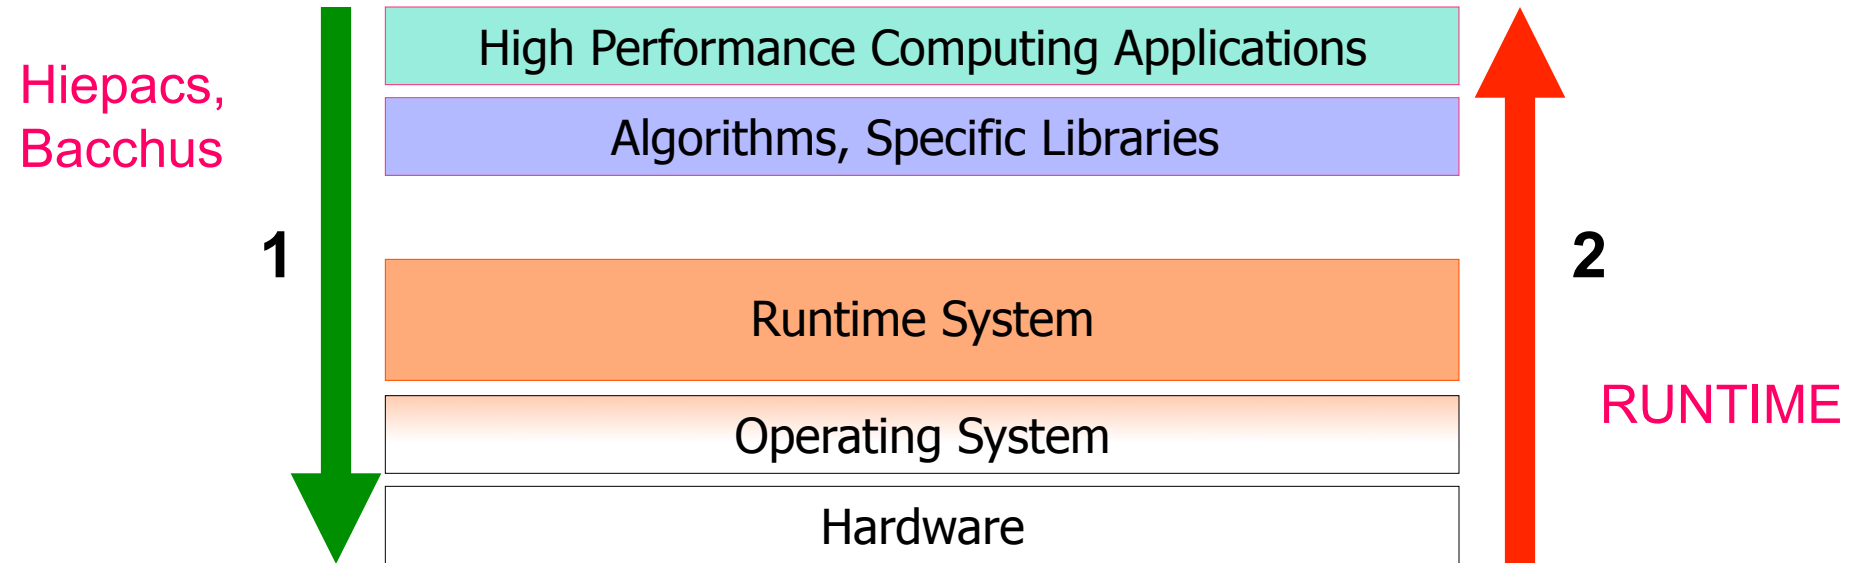 High Performance Computing Applications
Hiepacs,
Bacchus
Algorithms, Specific Libraries
1
2
Runtime System
RUNTIME
Operating System
Hardware